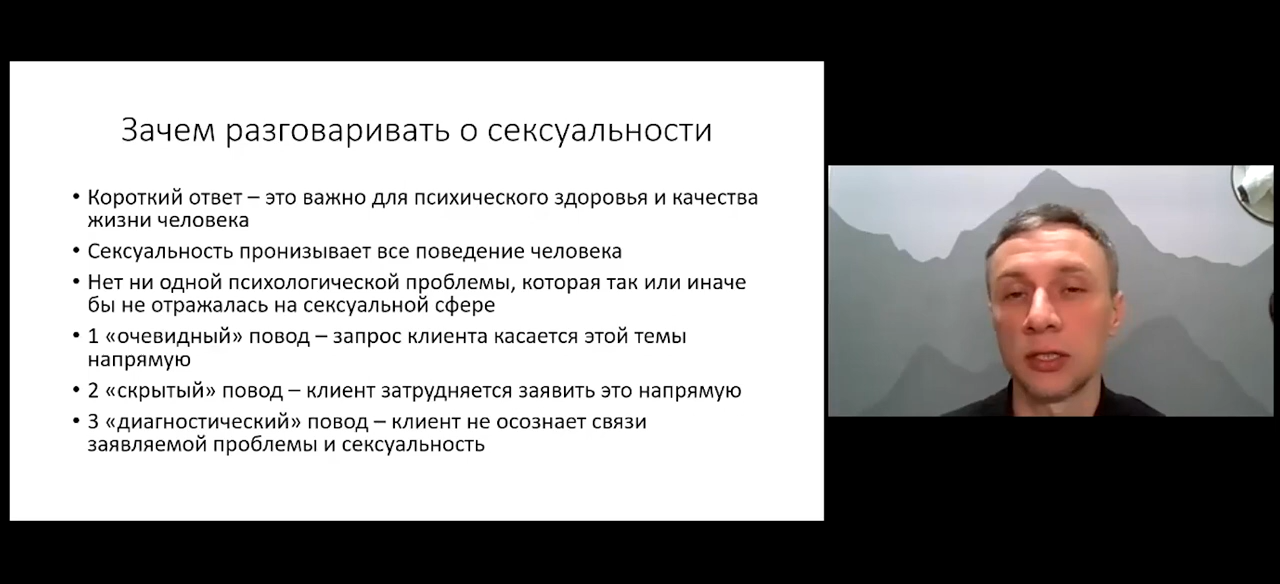 Зачем разговаривать о сексуальности
• Короткий ответ – это важно для психического здоровья и качества
жизни человека
• Сексуальность пронизывает все поведение человека
• Нет ни одной психологической проблемы, которая так или иначе
бы не отражалась на сексуальной сфере
• 1 «очевидный» повод – запрос клиента касается этой темы
напрямую
• 2 «скрытый» повод – клиент затрудняется заявить это напрямую
• 3 «диагностический» повод – клиент не осознает связи
заявляемой проблемы и сексуальность